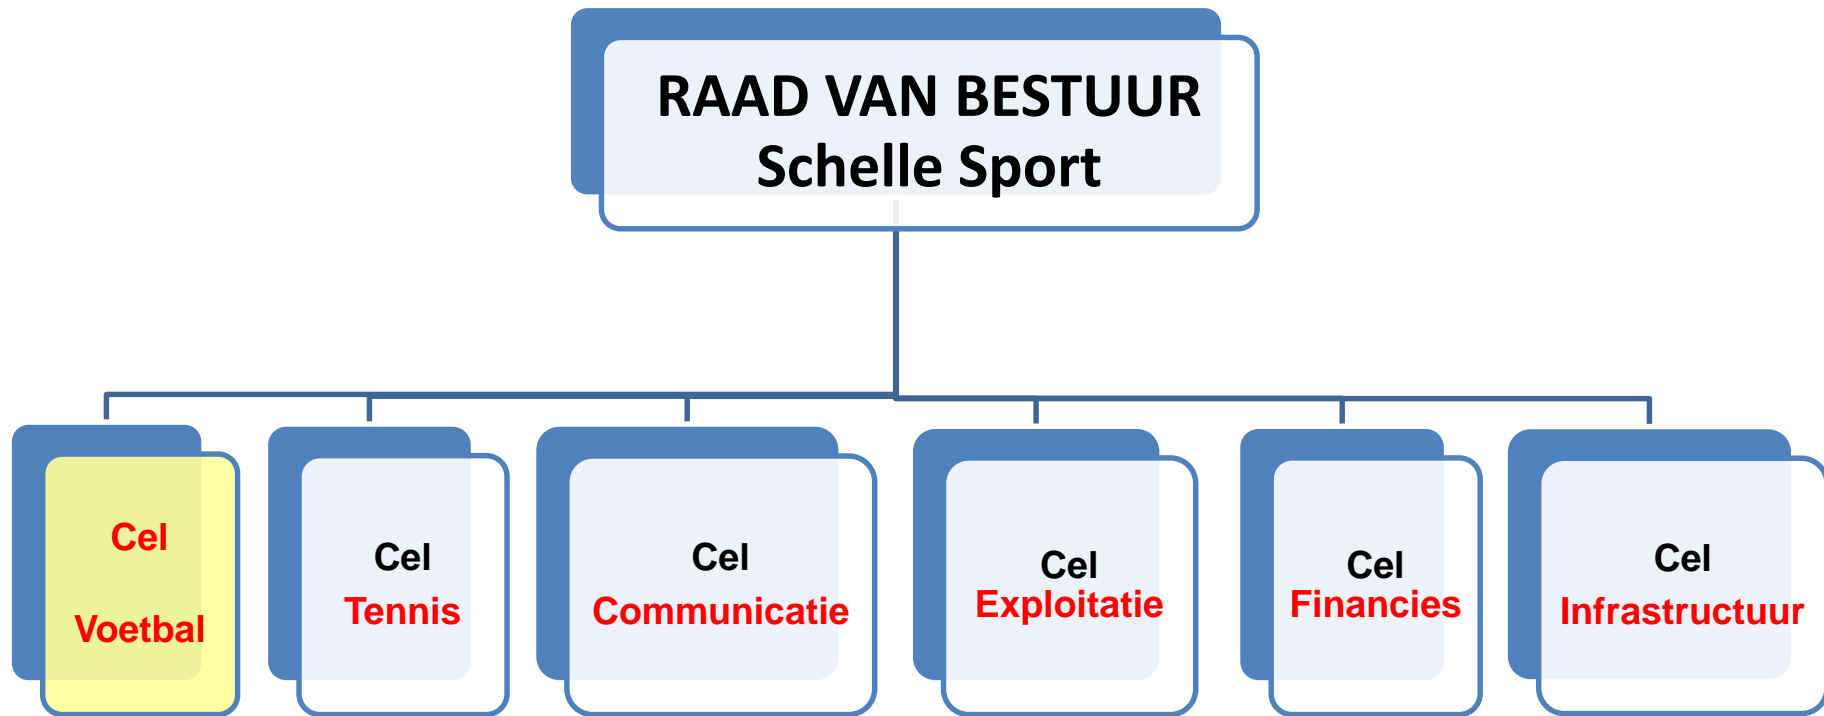 RAAD VAN BESTUUR
Schelle Sport
Cel
Voetbal
Cel
Tennis
Cel
Communicatie
Cel
Exploitatie
Cel
Financies
Cel
Infrastructuur